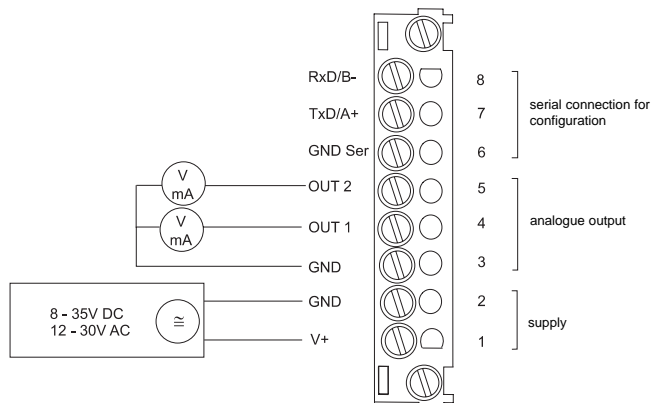 RxD/B-
8
TxD/A+
7
serial connection for
configuration
GND Ser
6
V
mA
OUT 2
5
V
mA
OUT 1
4
analogue output
GND
3
8 - 35V DC
12 - 30V AC
≅
GND
2
supply
V+
1